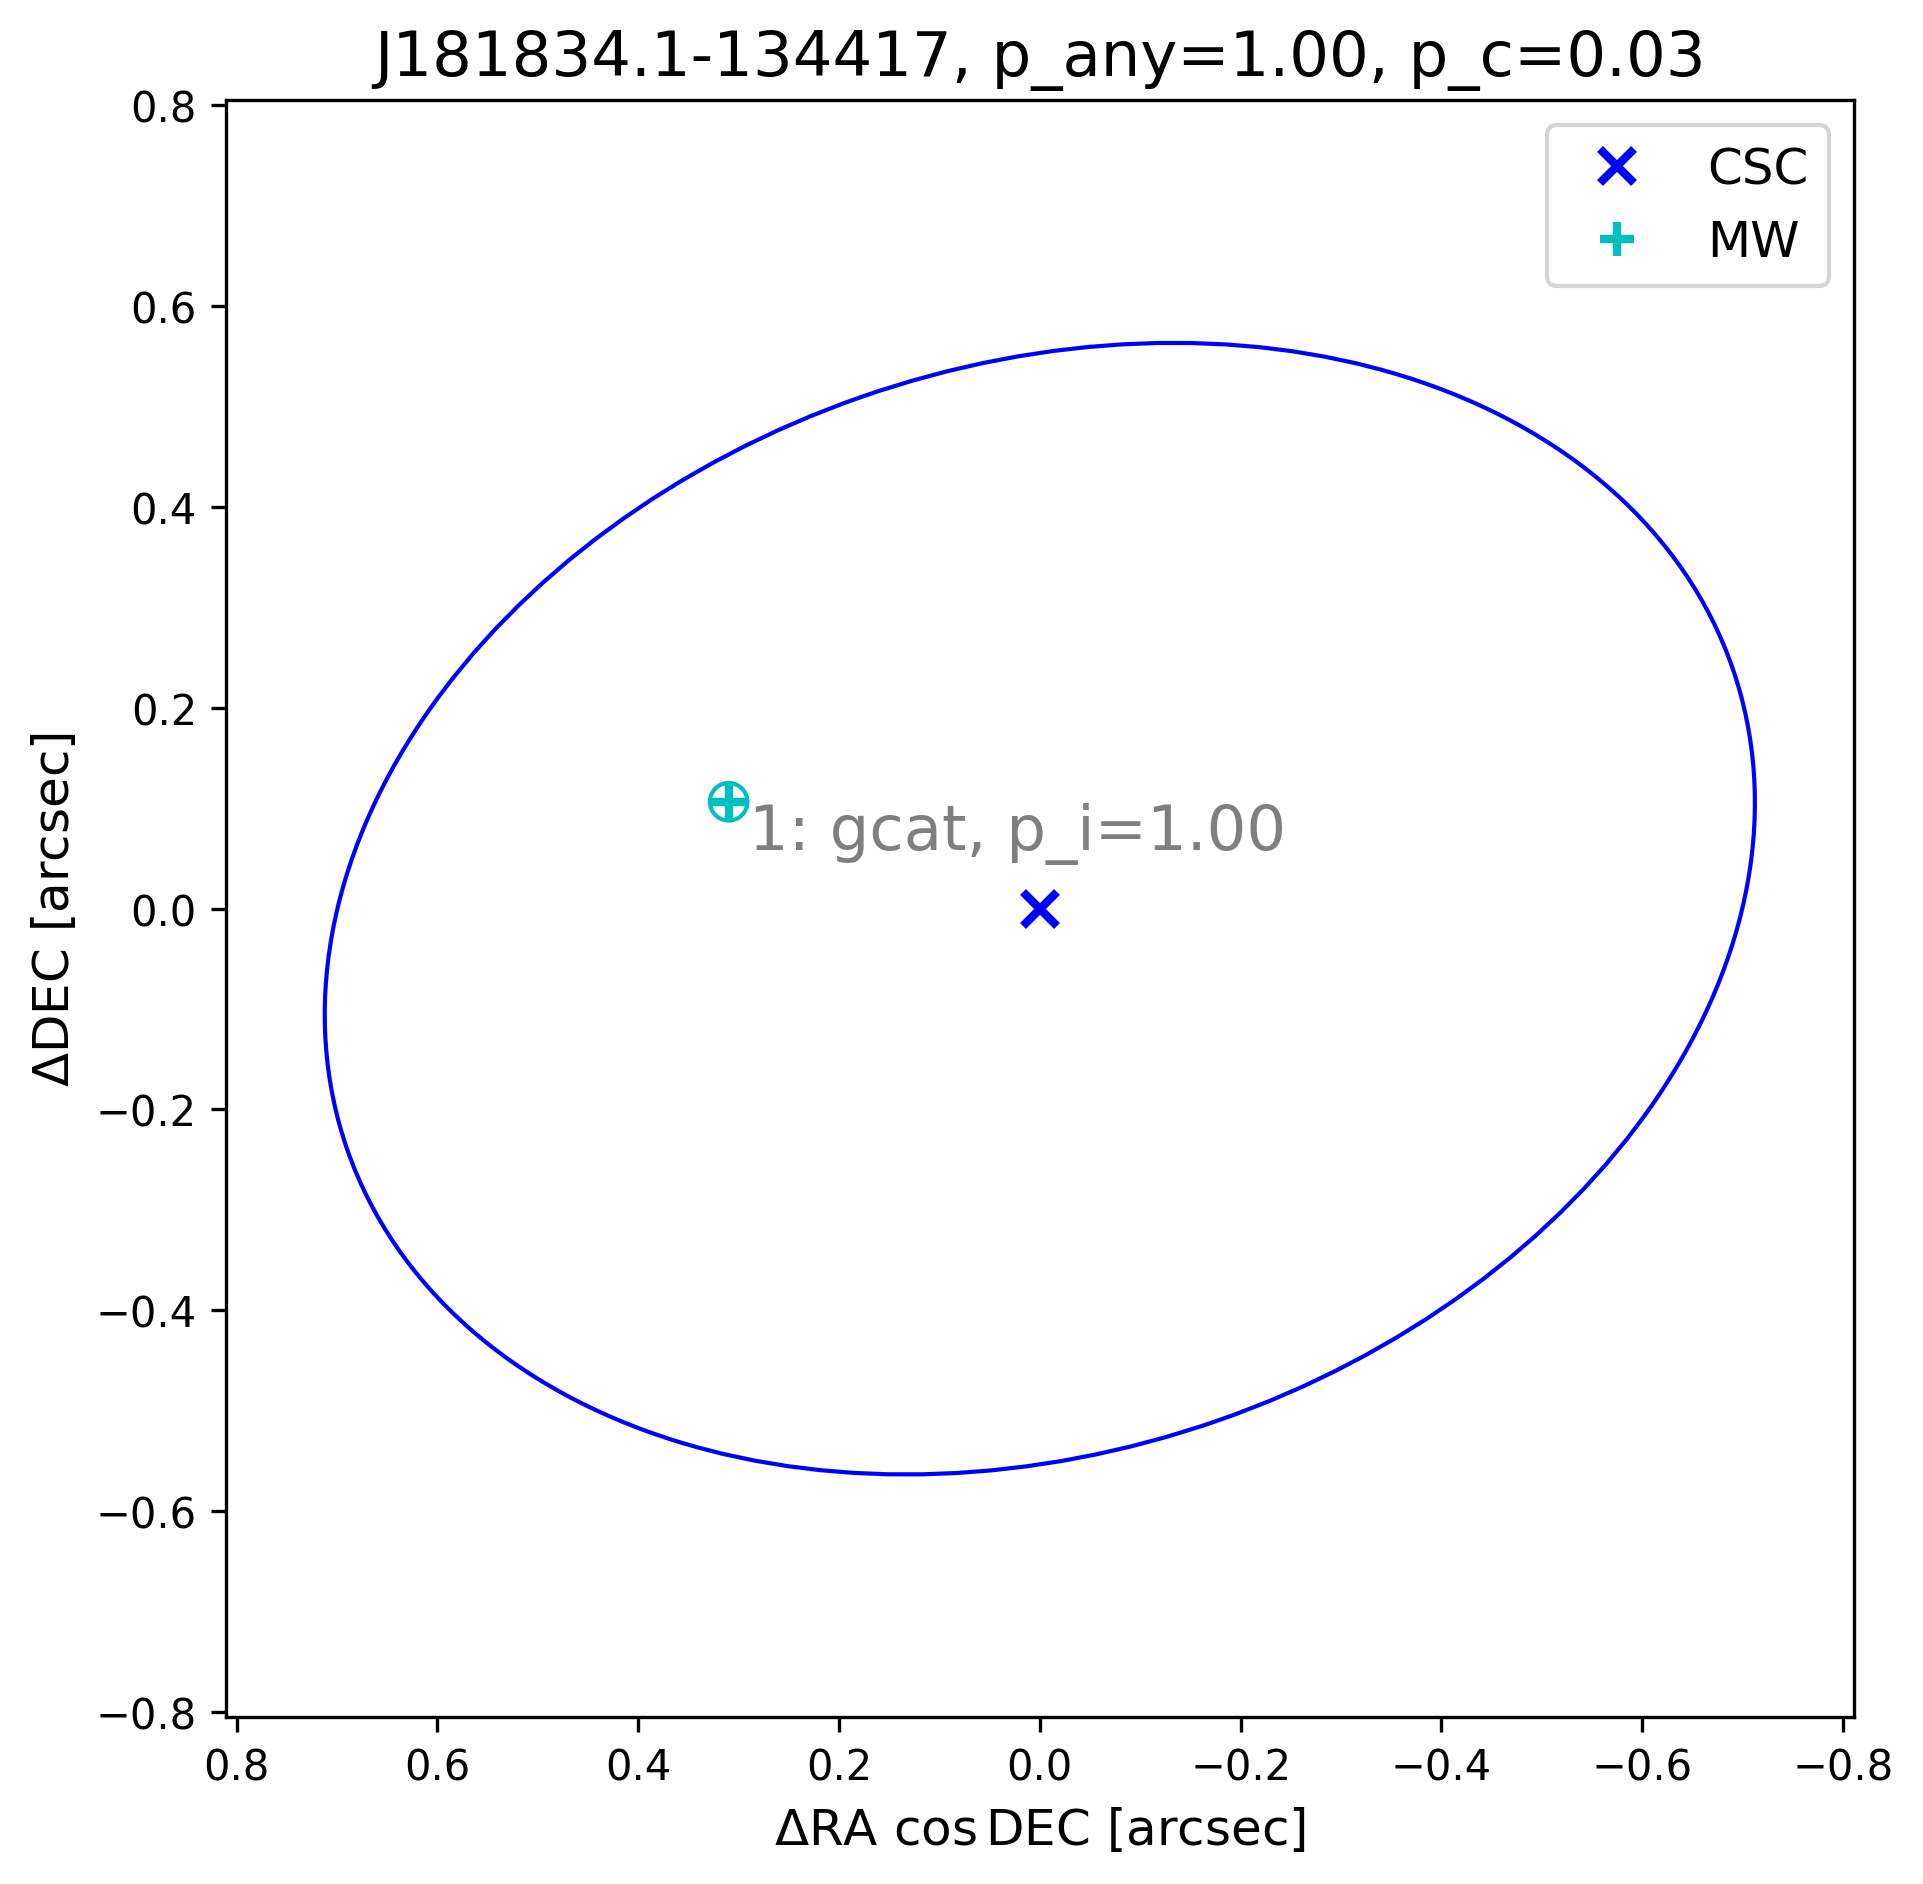 J181834.1-134417, p_any=1.00, p_c=0.03
CSC
MW
0.8
0.6
0.4
0.2
0.0
−0.2
−0.4
−0.6
−0.8
ΔDEC [arcsec]
1: gcat, p_i=1.00
0.8 0.6 0.4 0.2 0.0 −0.2 −0.4 −0.6 −0.8
ΔRA cos DEC [arcsec]